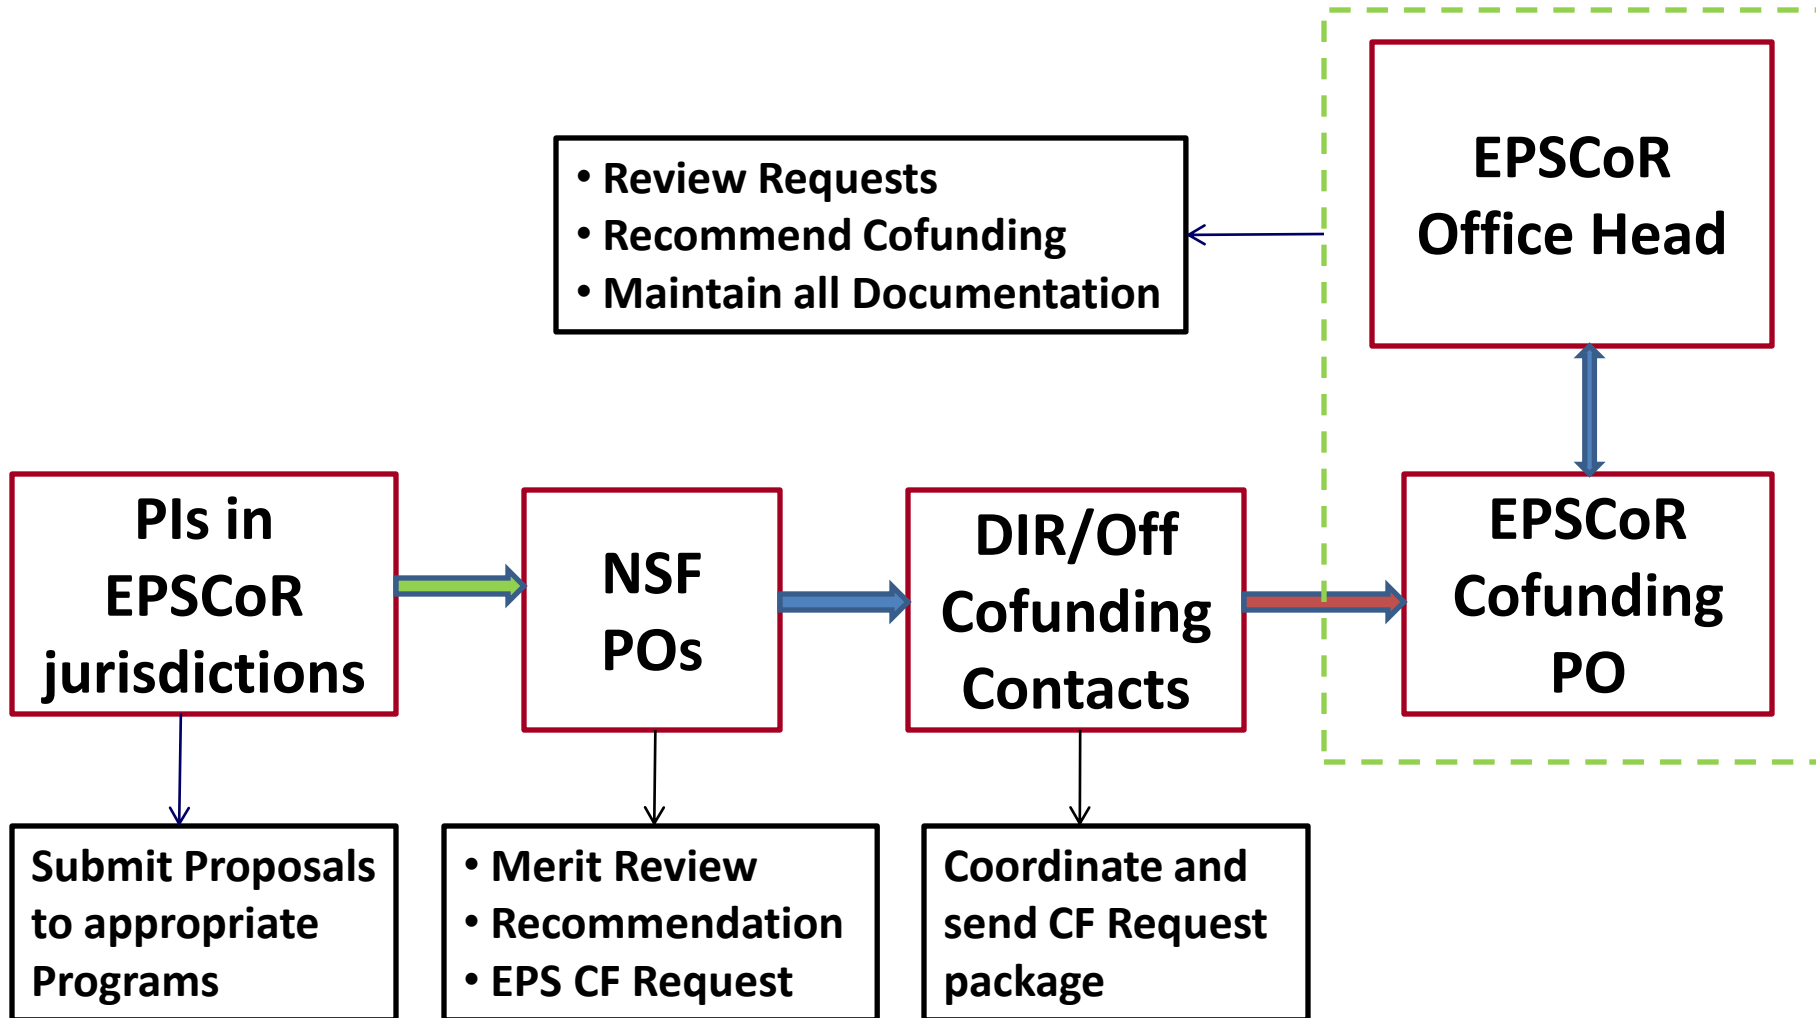 EPSCoR
Office Head
• Review Requests
• Recommend Cofunding
• Maintain all Documentation
PIs in
EPSCoR
jurisdictions
NSF
POs
DIR/Off
Cofunding
Contacts
EPSCoR
Cofunding
PO
Submit Proposals
to appropriate
Programs
• Merit Review
• Recommendation
• EPS CF Request
Coordinate and
send CF Request
package